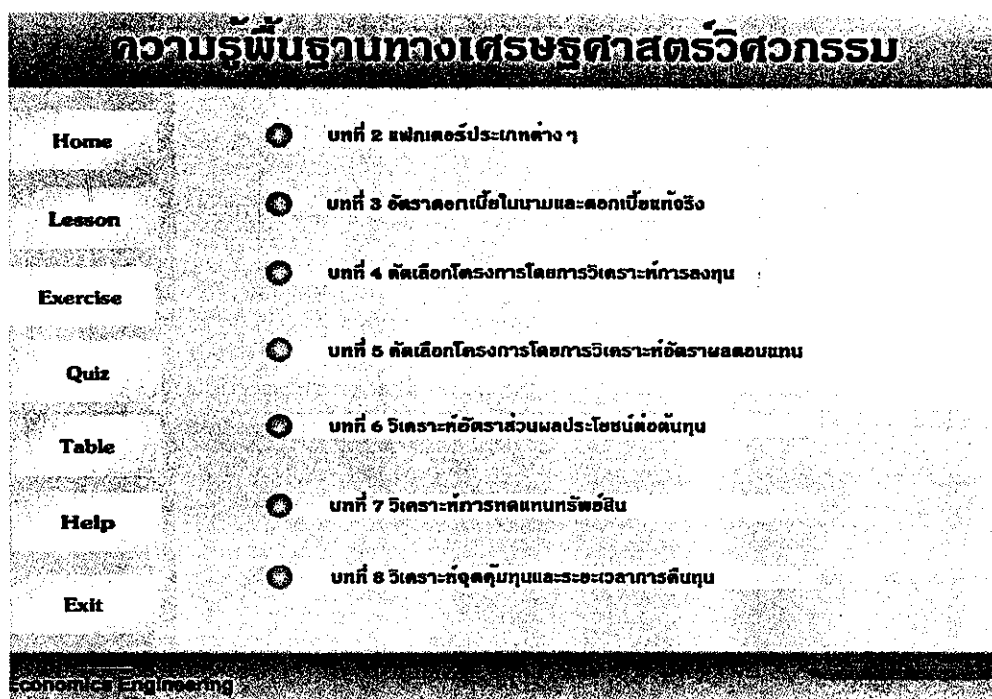 ความรู้พื้นฐานทางเศรษฐศาสตร์วิศวกรรม
Home
Lesson
Exercise
Quiz
Table
Help
Exit
บทที่ 2 แฟกเตอร์ประเภทต่าง ๆ
บทที่ 3 อัตราดอกเบี้ยในนามและดอกเบี้ยแท้จริง
บทที่ 4 คัดเลือกโครงการโดยการวิเคราะห์การลงทุน
บทที่ 5 คัดเลือกโครงการโดยการวิเคราะห์อัตราผลตอบแทน
บทที่ 6 วิเคราะห์อัตราส่วนผลประโยชน์ต่อต้นทุน
บทที่ 7 วิเคราะห์การทดแทนทรัพย์สิน
บทที่ 8 วิเคราะห์จุดคุ้มทุนและระยะเวลาการคืนทุน
Economics Engineering